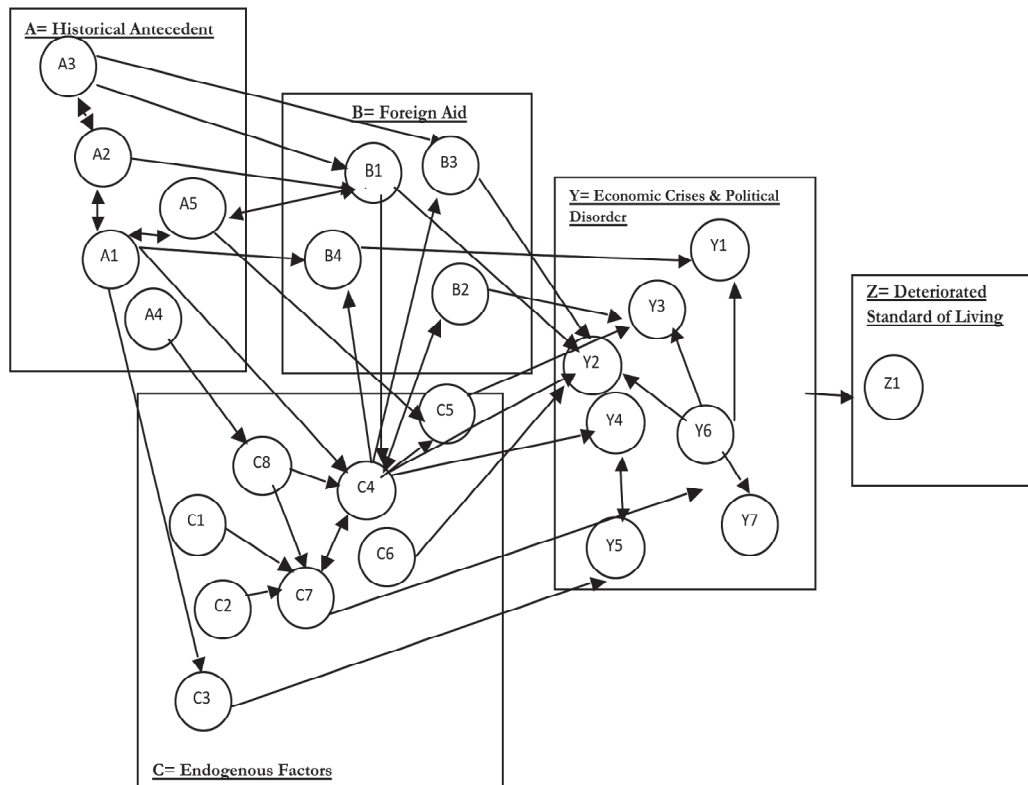 A= Historical Antecedent
A3
B= Foreign Aid
A2
B1
B3
A5
Y= Economic Crises & Political
Disorder
A1
B4
Y1
B2
Y3
A4
Z= Deteriorated
Standard of Living
Y2
Z1
C5
Y4
Y6
C8
C4
C1
Y7
C6
Y5
C2
C7
C3
C= Endogenous Factors